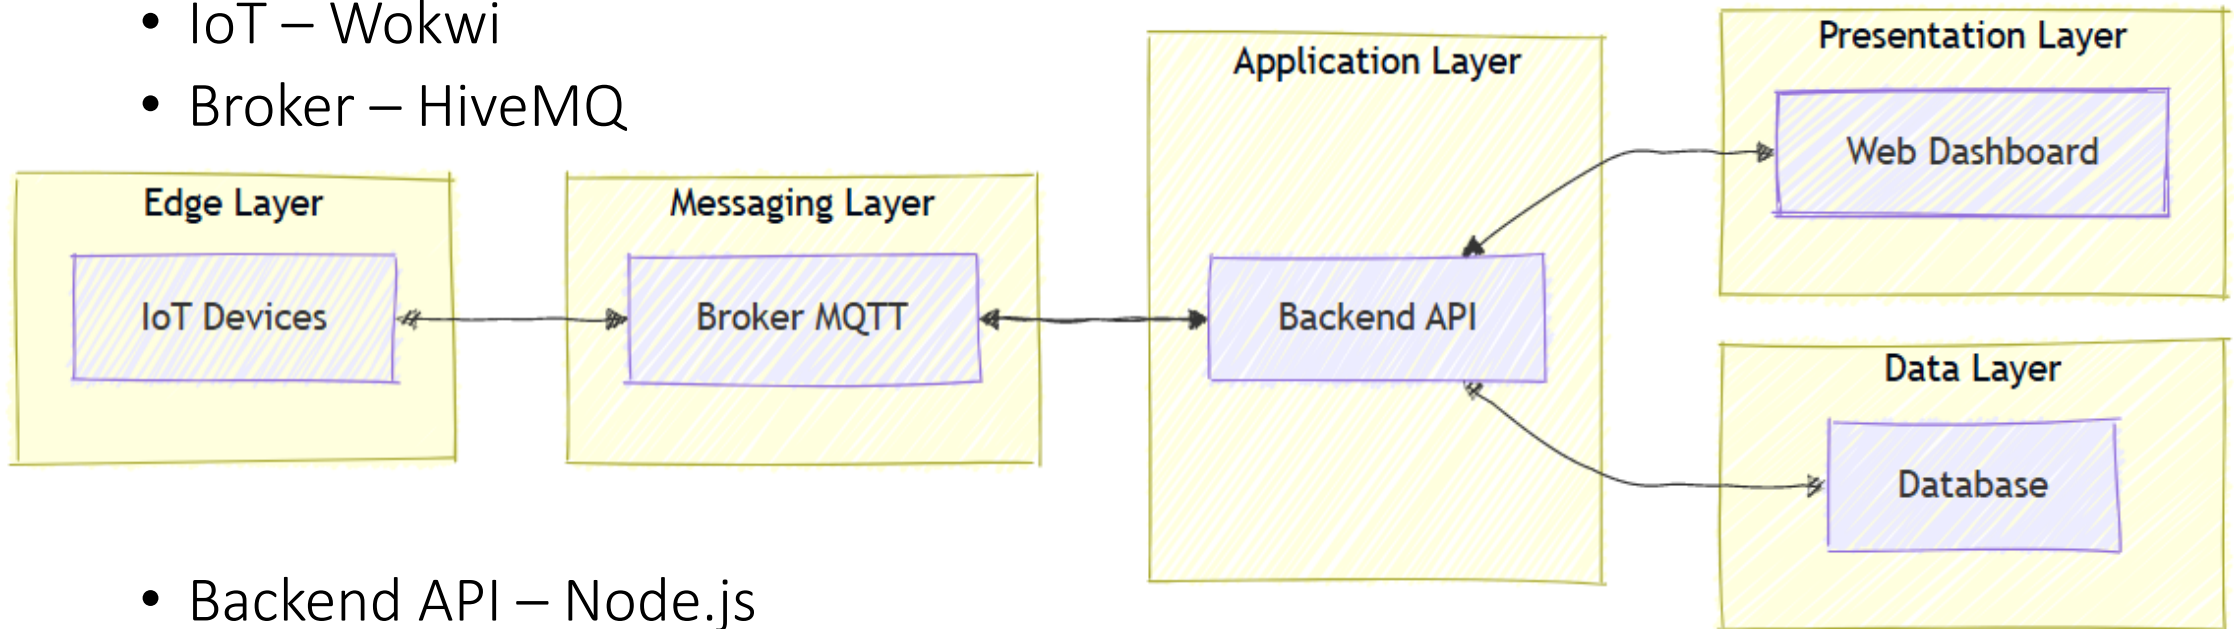 • IoT – Wokwi
• Broker – HiveMQ
Edge Layer
IoT Devices
Messaging Layer
Broker MQTT
Application Layer
Backend API
Presentation Layer
Web Dashboard
Data Layer
Database
• Backend API – Node.js